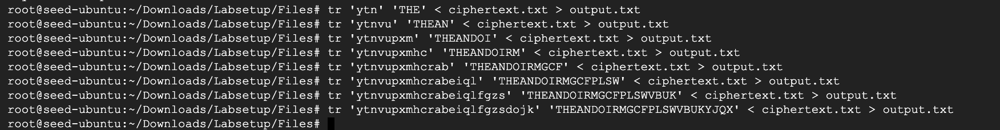 root@seed-ubuntu:~/Downloads/Labsetup/Files# tr 'ytn' 'THE' < ciphertext.txt > output.txt
root@seed-ubuntu:~/Downloads/Labsetup/Files# tr 'ytnvu' 'THEAN' < ciphertext.txt > output.txt
root@seed-ubuntu:~/Downloads/Labsetup/Files# tr 'ytnvupxm' 'THEANDOI' < ciphertext.txt > output.txt
root@seed-ubuntu:~/Downloads/Labsetup/Files# tr 'ytnvupxmhc' 'THEANDOIRM' < ciphertext.txt > output.txt
root@seed-ubuntu:~/Downloads/Labsetup/Files# tr 'ytnvupxmhcrab' 'THEANDOIRMGCF' < ciphertext.txt > output.txt
root@seed-ubuntu:~/Downloads/Labsetup/Files# tr 'ytnvupxmhcrabeiql' 'THEANDOIRMGCFPLSW' < ciphertext.txt > output.txt
root@seed-ubuntu:~/Downloads/Labsetup/Files# tr 'ytnvupxmhcrabeiqlfgzs' 'THEANDOIRMGCFPLSWVBUK' < ciphertext.txt > output.txt
root@seed-ubuntu:~/Downloads/Labsetup/Files# tr 'ytnvupxmhcrabeiqlfgzsdojk' 'THEANDOIRMGCFPLSWVBUKYJQX' < ciphertext.txt > output.txt
root@seed-ubuntu:~/Downloads/Labsetup/Files#